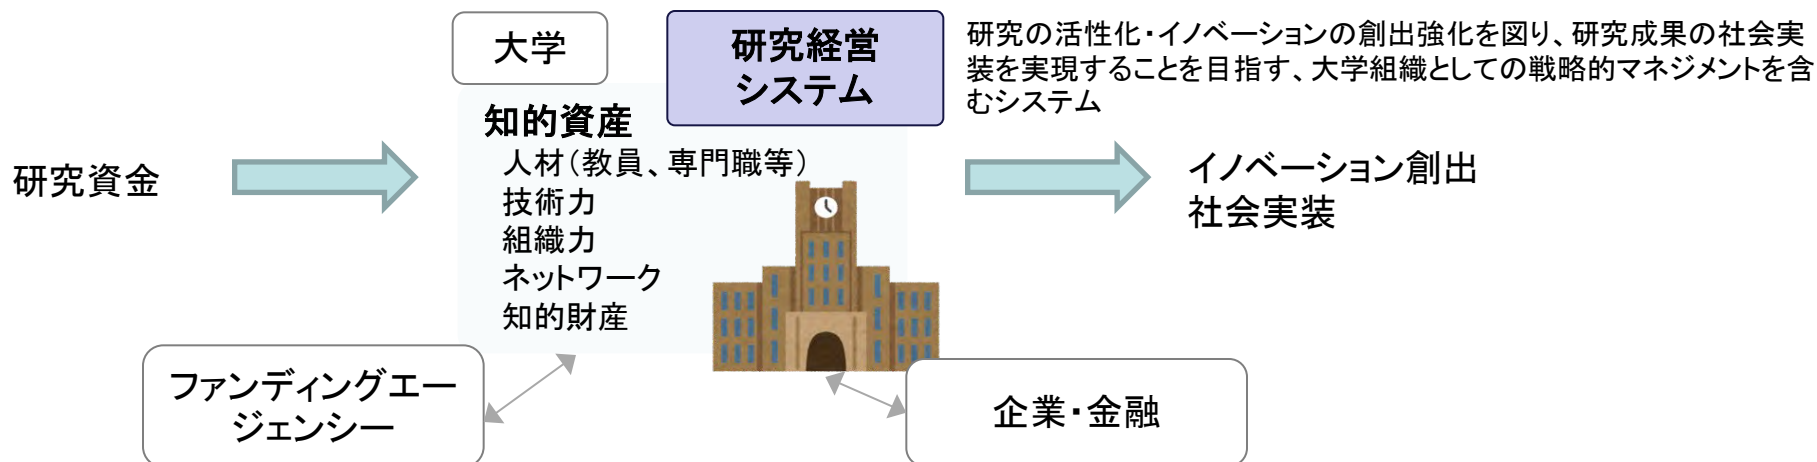 大学
研究経営
システム
研究の活性化・イノベーションの創出強化を図り、研究成果の社会実
装を実現することを目指す、大学組織としての戦略的マネジメントを含
むシステム
知的資産
人材(教員、専門職等)
技術力
組織力
ネットワーク
知的財産
研究資金
イノベーション創出
社会実装
ファンディングエー
ジェンシー
企業・金融